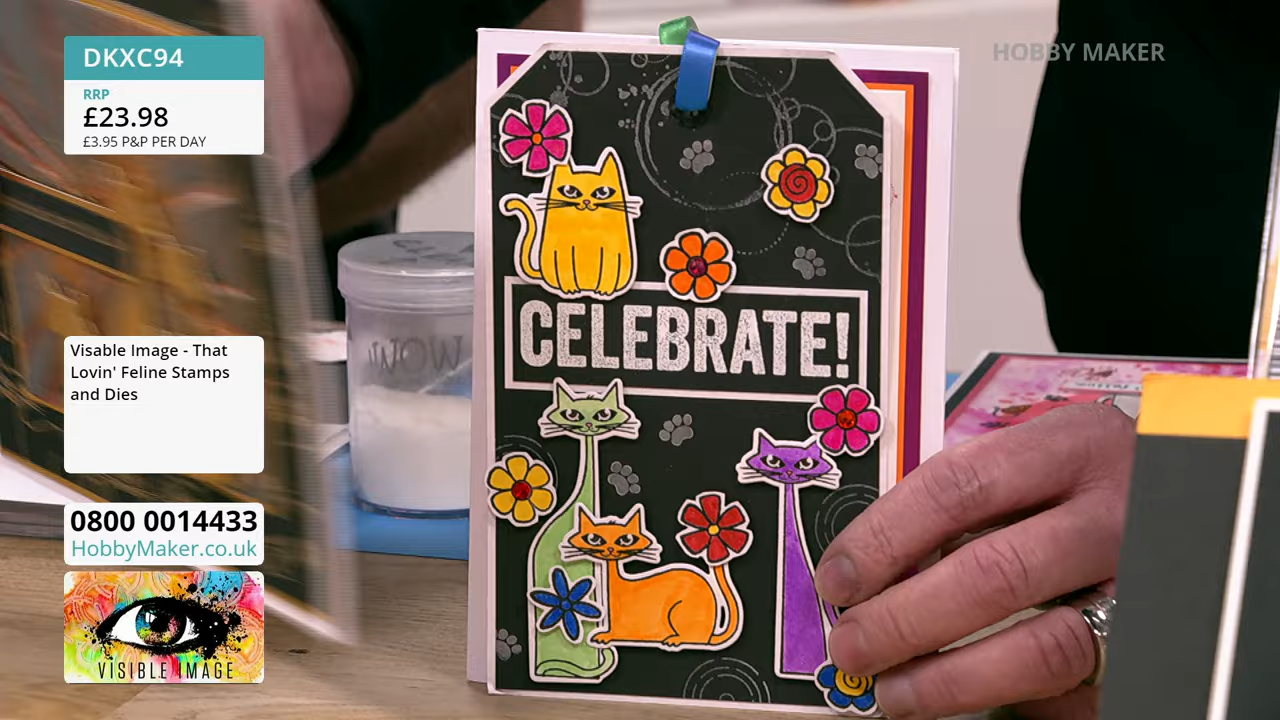 DKXC94
RRP
£23.98
£3.95 P&P PER DAY
HOBBY MAKER
WOW
CELEBRATE!
Visable Image - That
Lovin' Feline Stamps
and Dies
0800 0014433
HobbyMaker.co.uk
VISIBLE IMAGE